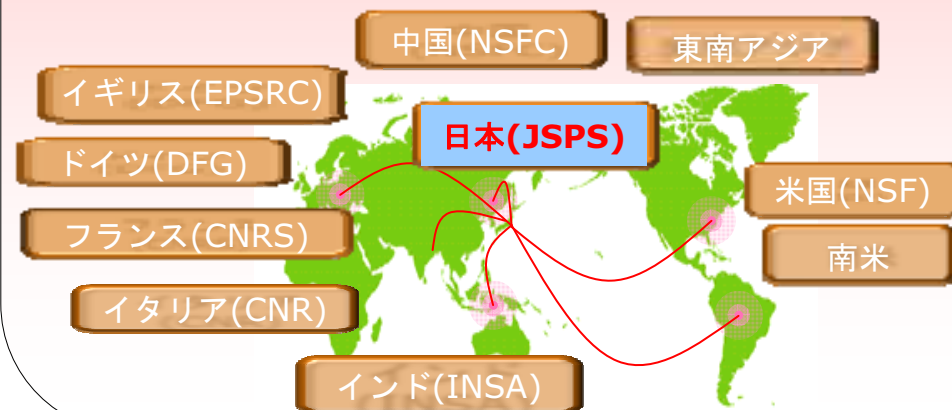 中国(NSFC)
東南アジア
イギリス(EPSRC)
日本(JSPS)
ドイツ(DFG)
米国(NSF)
フランス(CNRS)
南米
イタリア(CNR)
インド(INSA)